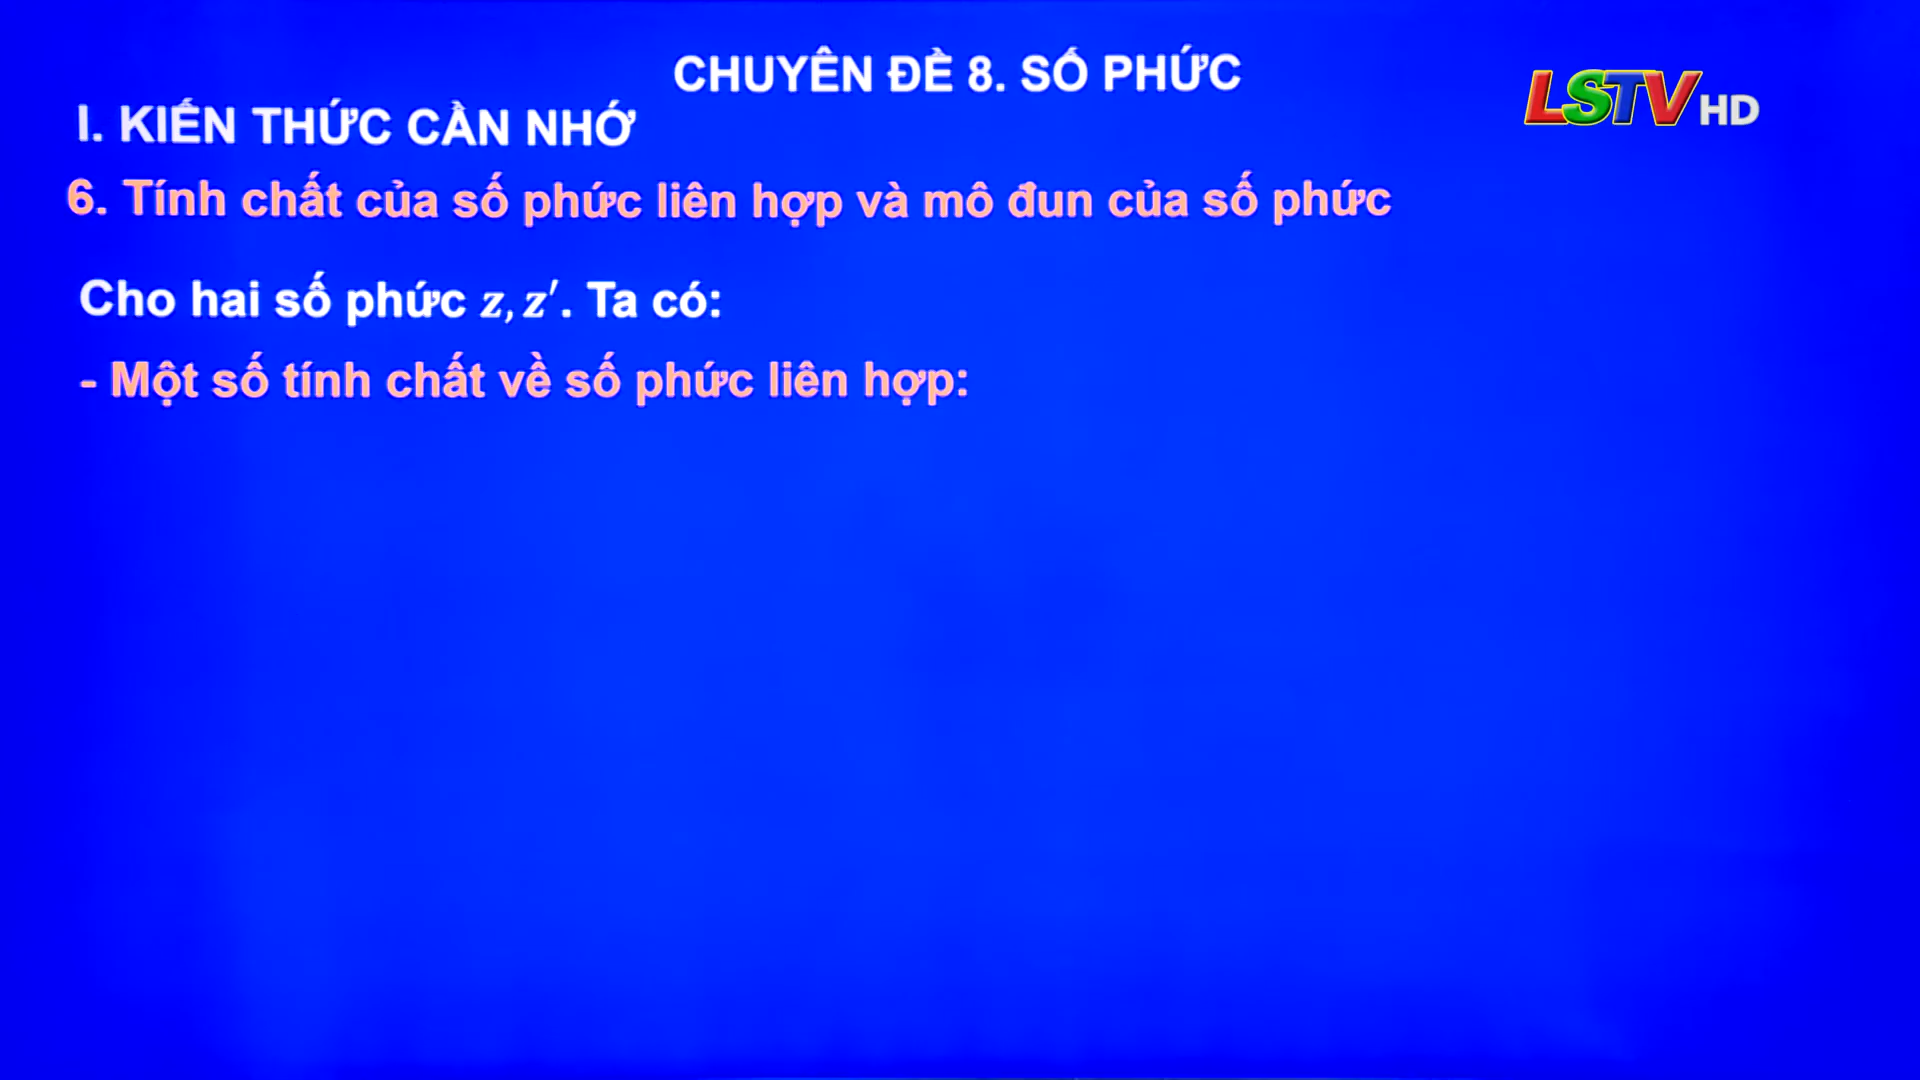 CHUYÊN ĐỀ 8. SỐ PHỨC
LSTV HD
I. KIẾN THỨC CẦN NHỚ
6. Tính chất của số phức liên hợp và mô đun của số phức
Cho hai số phức z, z'. Ta có:
- Một số tính chất về số phức liên hợp: